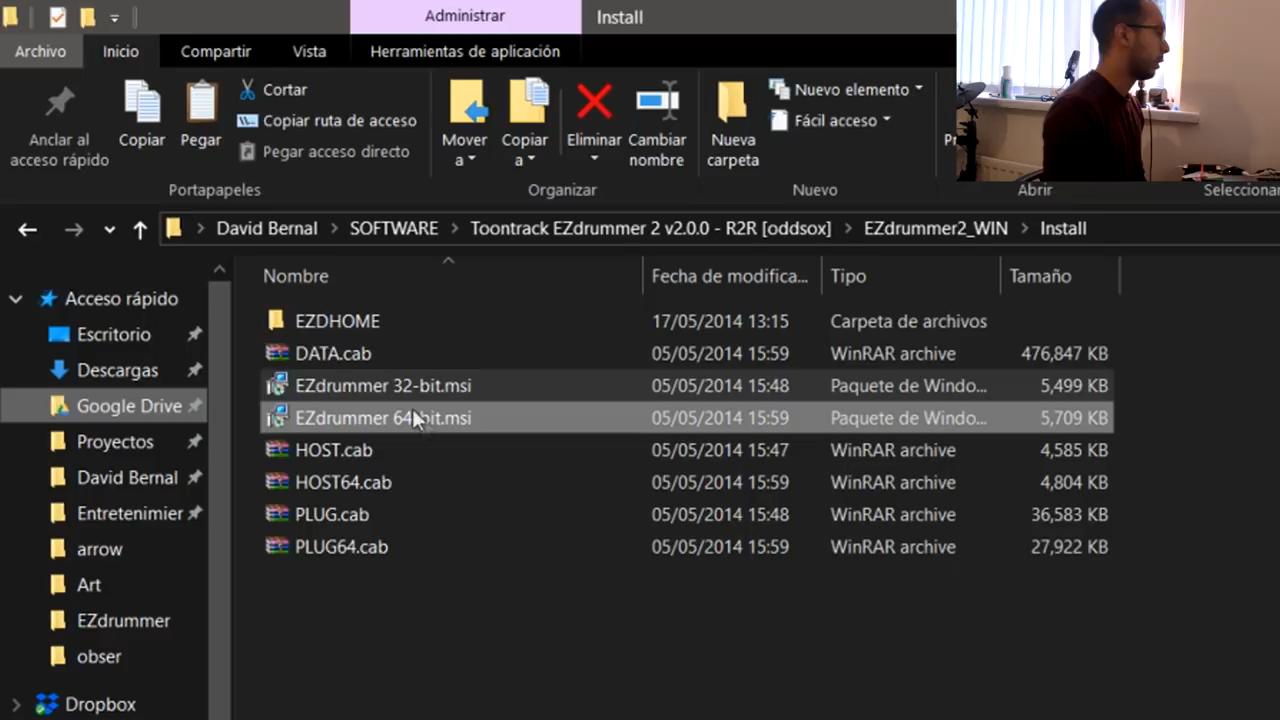 Administrar
Install
Archivo
Inicio
Compartir
Vista
Herramientas de aplicación
Anclar al
acceso rápido
Copiar
Pegar
Cortar
Copiar ruta de acceso
Pegar acceso directo
Portapapeles
Mover
a
Copiar
a
Eliminar
Cambiar
nombre
Organizar
Nueva
carpeta
Nuevo elemento
Fácil acceso
Nuevo
Abrir
Seleccionar
David Bernal > SOFTWARE > Toontrack EZdrummer 2 v2.0.0 - R2R [oddsox] > EZdrummer2_WIN > Install
Nombre Fecha de modifica... Tipo Tamaño
EZDHOME 17/05/2014 13:15 Carpeta de archivos
DATA.cab 05/05/2014 15:59 WinRAR archive 476,847 KB
EZdrummer 32-bit.msi 05/05/2014 15:48 Paquete de Windo... 5,499 KB
EZdrummer 64-bit.msi 05/05/2014 15:59 Paquete de Windo... 5,709 KB
HOST.cab 05/05/2014 15:47 WinRAR archive 4,585 KB
HOST64.cab 05/05/2014 15:59 WinRAR archive 4,804 KB
PLUG.cab 05/05/2014 15:48 WinRAR archive 36,583 KB
PLUG64.cab 05/05/2014 15:59 WinRAR archive 27,922 KB
Acceso rápido
Escritorio
Descargas
Google Drive
Proyectos
David Bernal
Entretenimier
arrow
Art
EZdrummer
obser
Dropbox